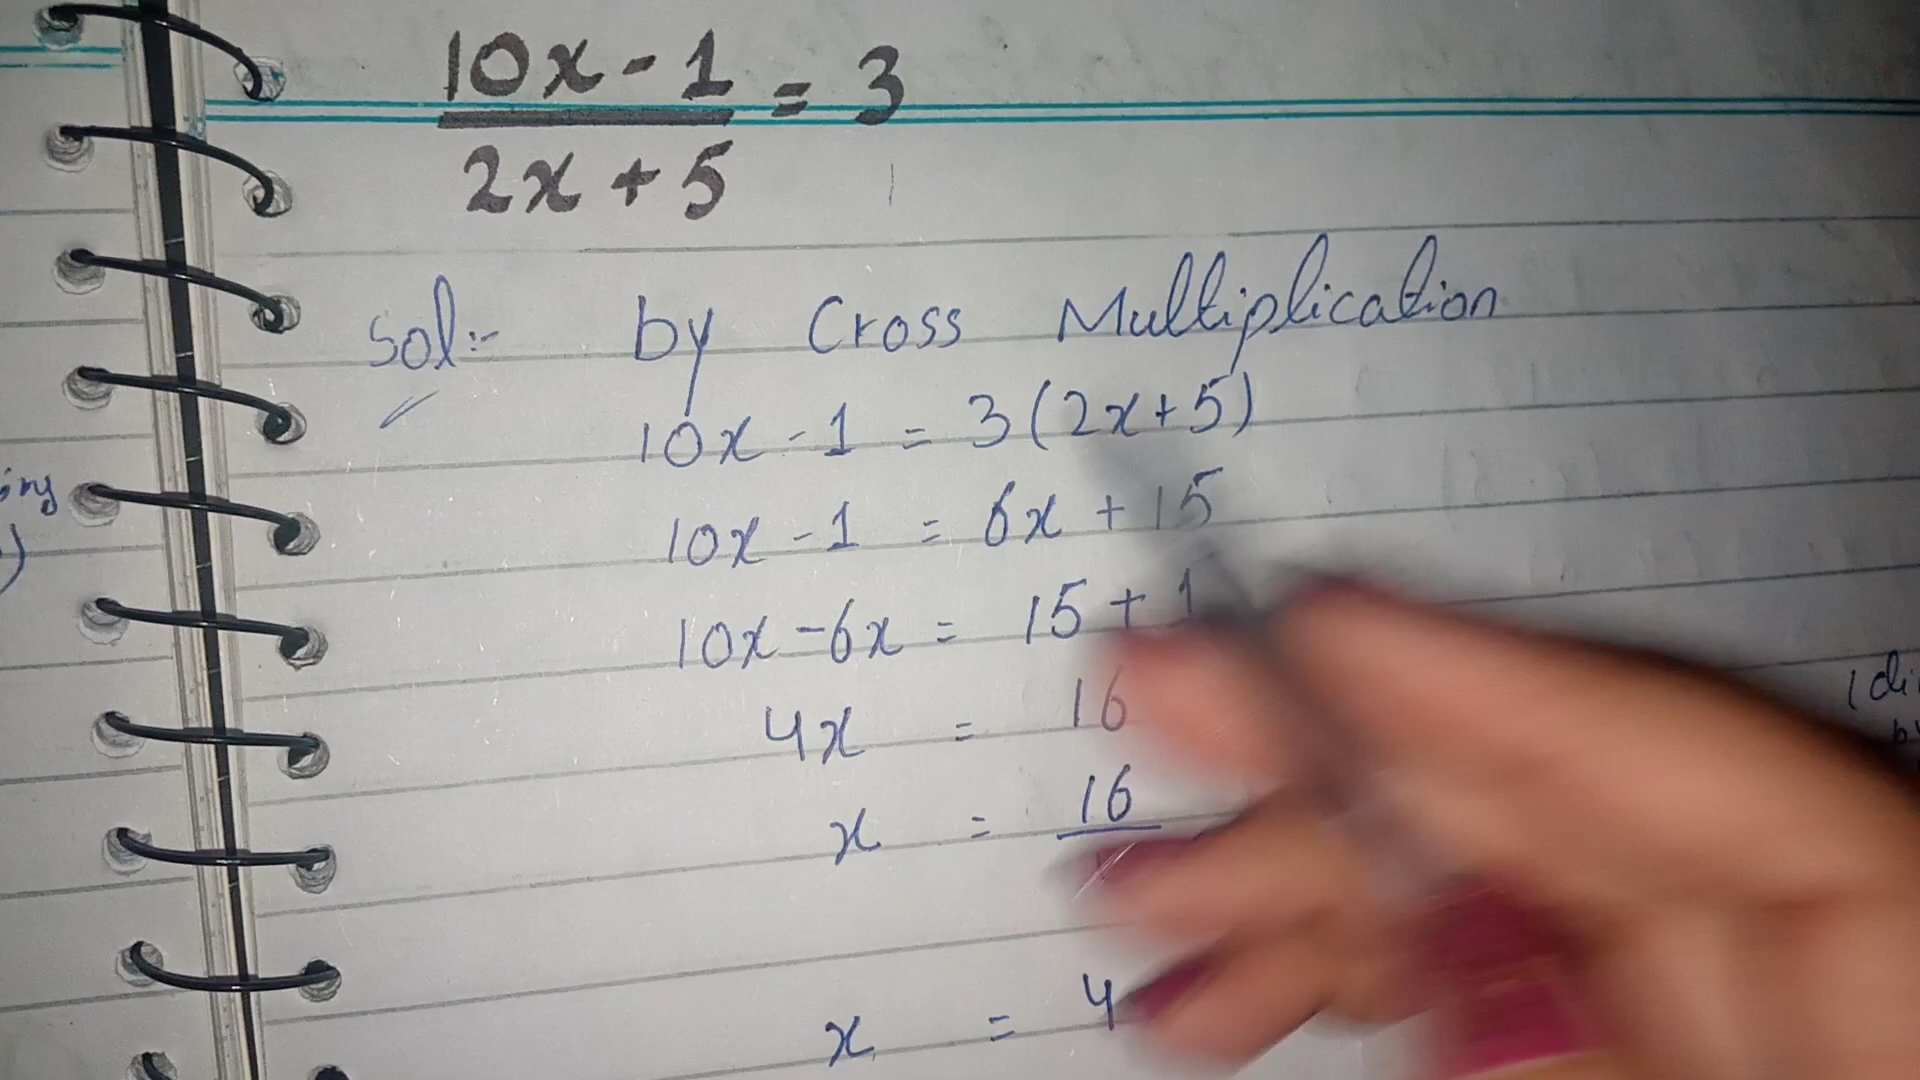 10x - 1 = 3
2x + 5
Sol:- by Cross Multiplication
10x - 1 = 3(2x+5)
10x - 1 = 6x + 15
10x - 6x = 15 + 1
4x = 16
x = 16
x = 4
ing
)